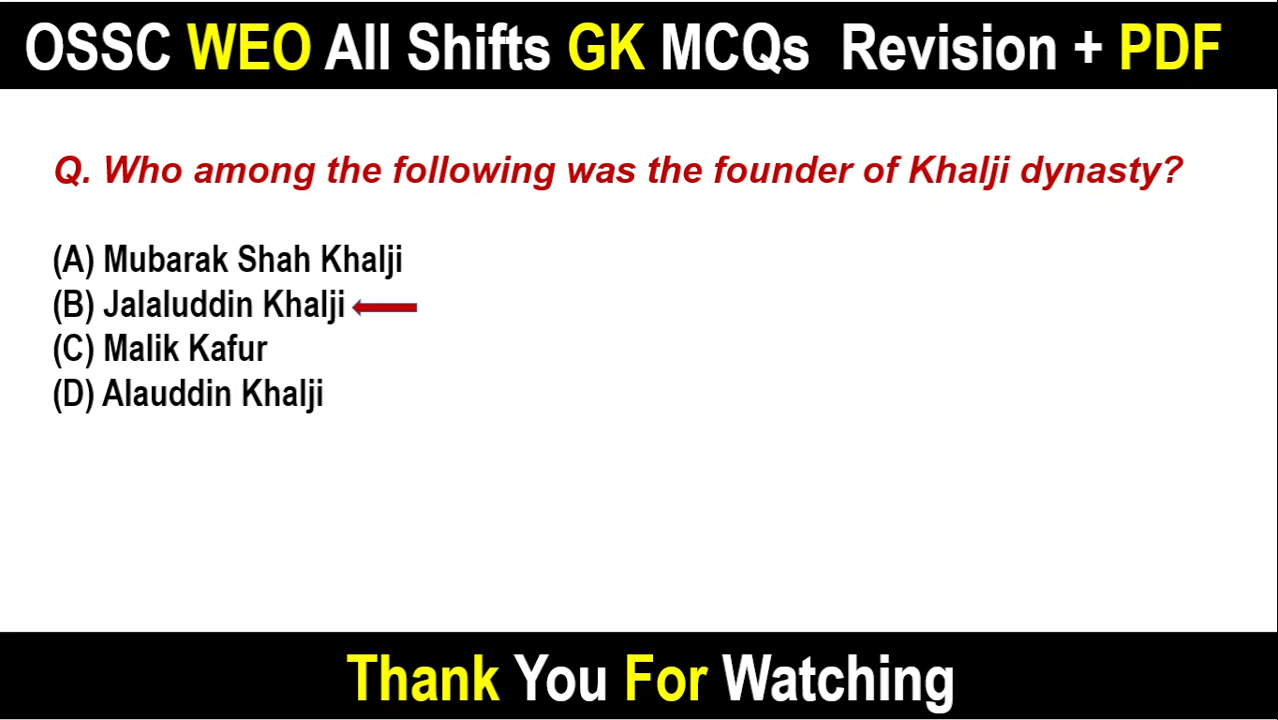 OSSC WEO All Shifts GK MCQs Revision + PDF
Q. Who among the following was the founder of Khalji dynasty?
(A) Mubarak Shah Khalji
(B) Jalaluddin Khalji
(C) Malik Kafur
(D) Alauddin Khalji
Thank You For Watching